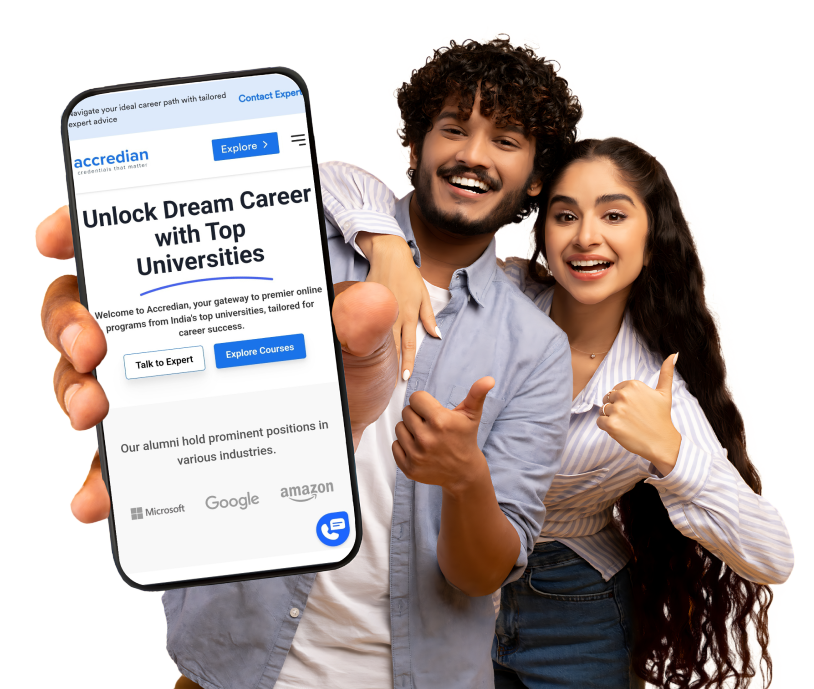 Navigate your ideal career path with tailored
expert advice
Contact Expert
accredian
credentials that matter
Explore
Unlock Dream Career
with Top
Universities
Welcome to Accredian, your gateway to premier online
programs from India's top universities, tailored for
career success.
Talk to Expert
Explore Courses
Our alumni hold prominent positions in
various industries.
Microsoft
Google
amazon